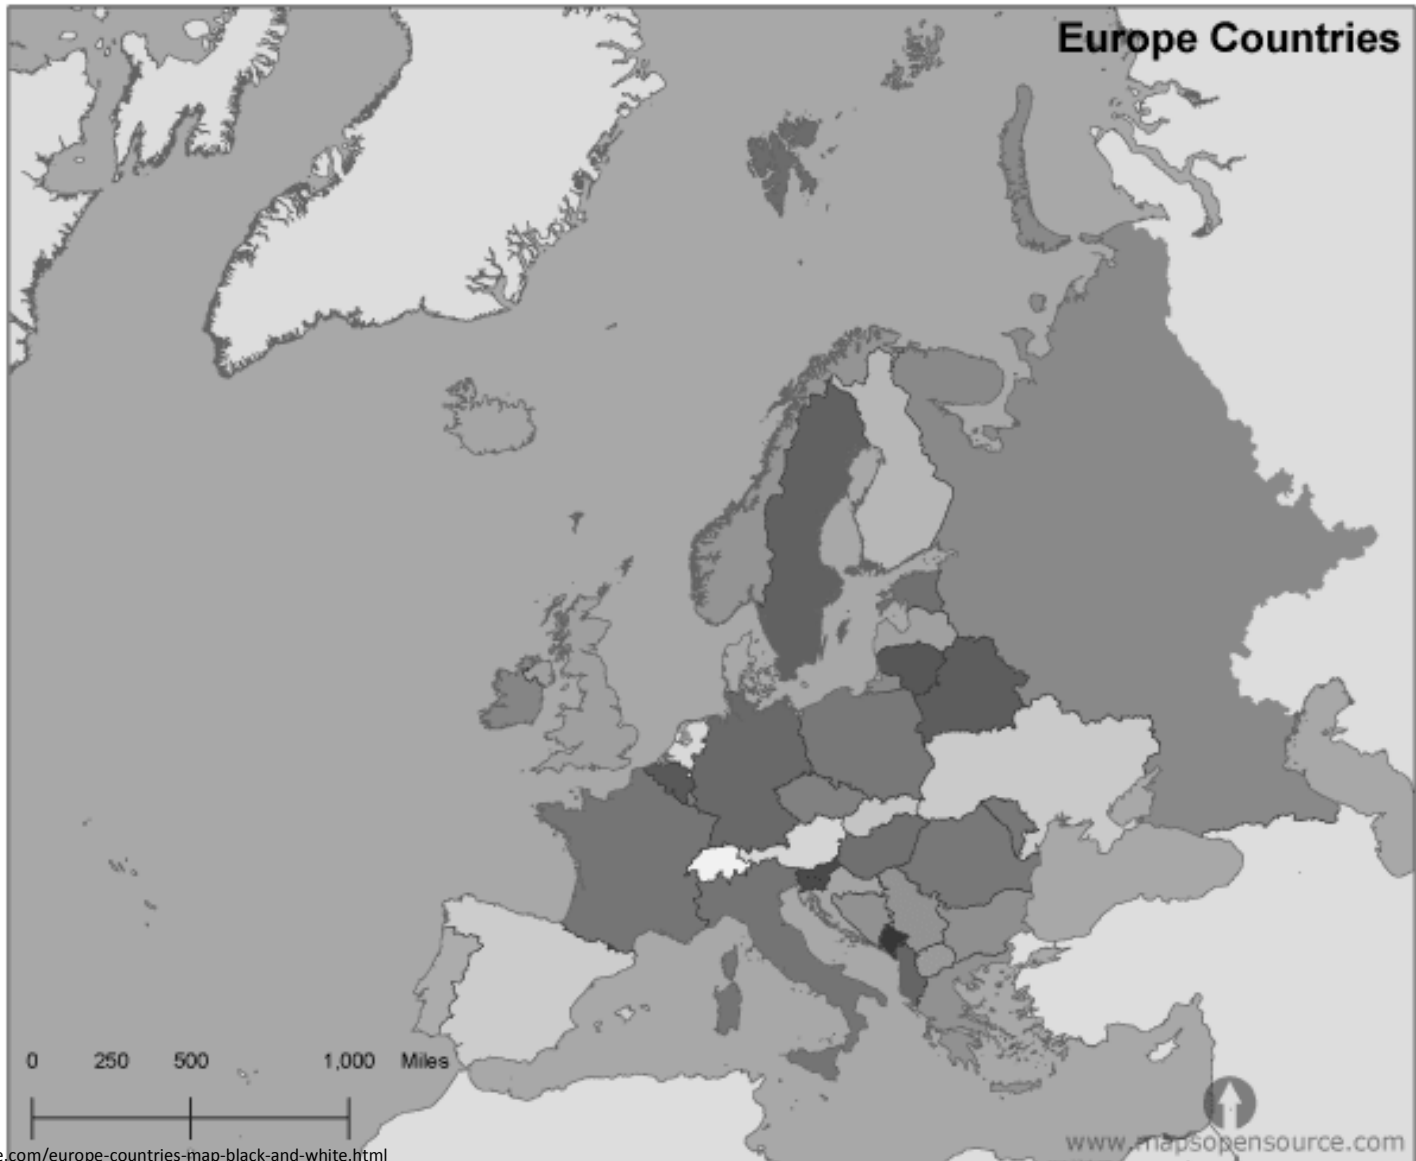 Europe Countries
0 250 500 1,000 Miles
www.mapsopensource.com
e.com/europe-countries-map-black-and-white.html